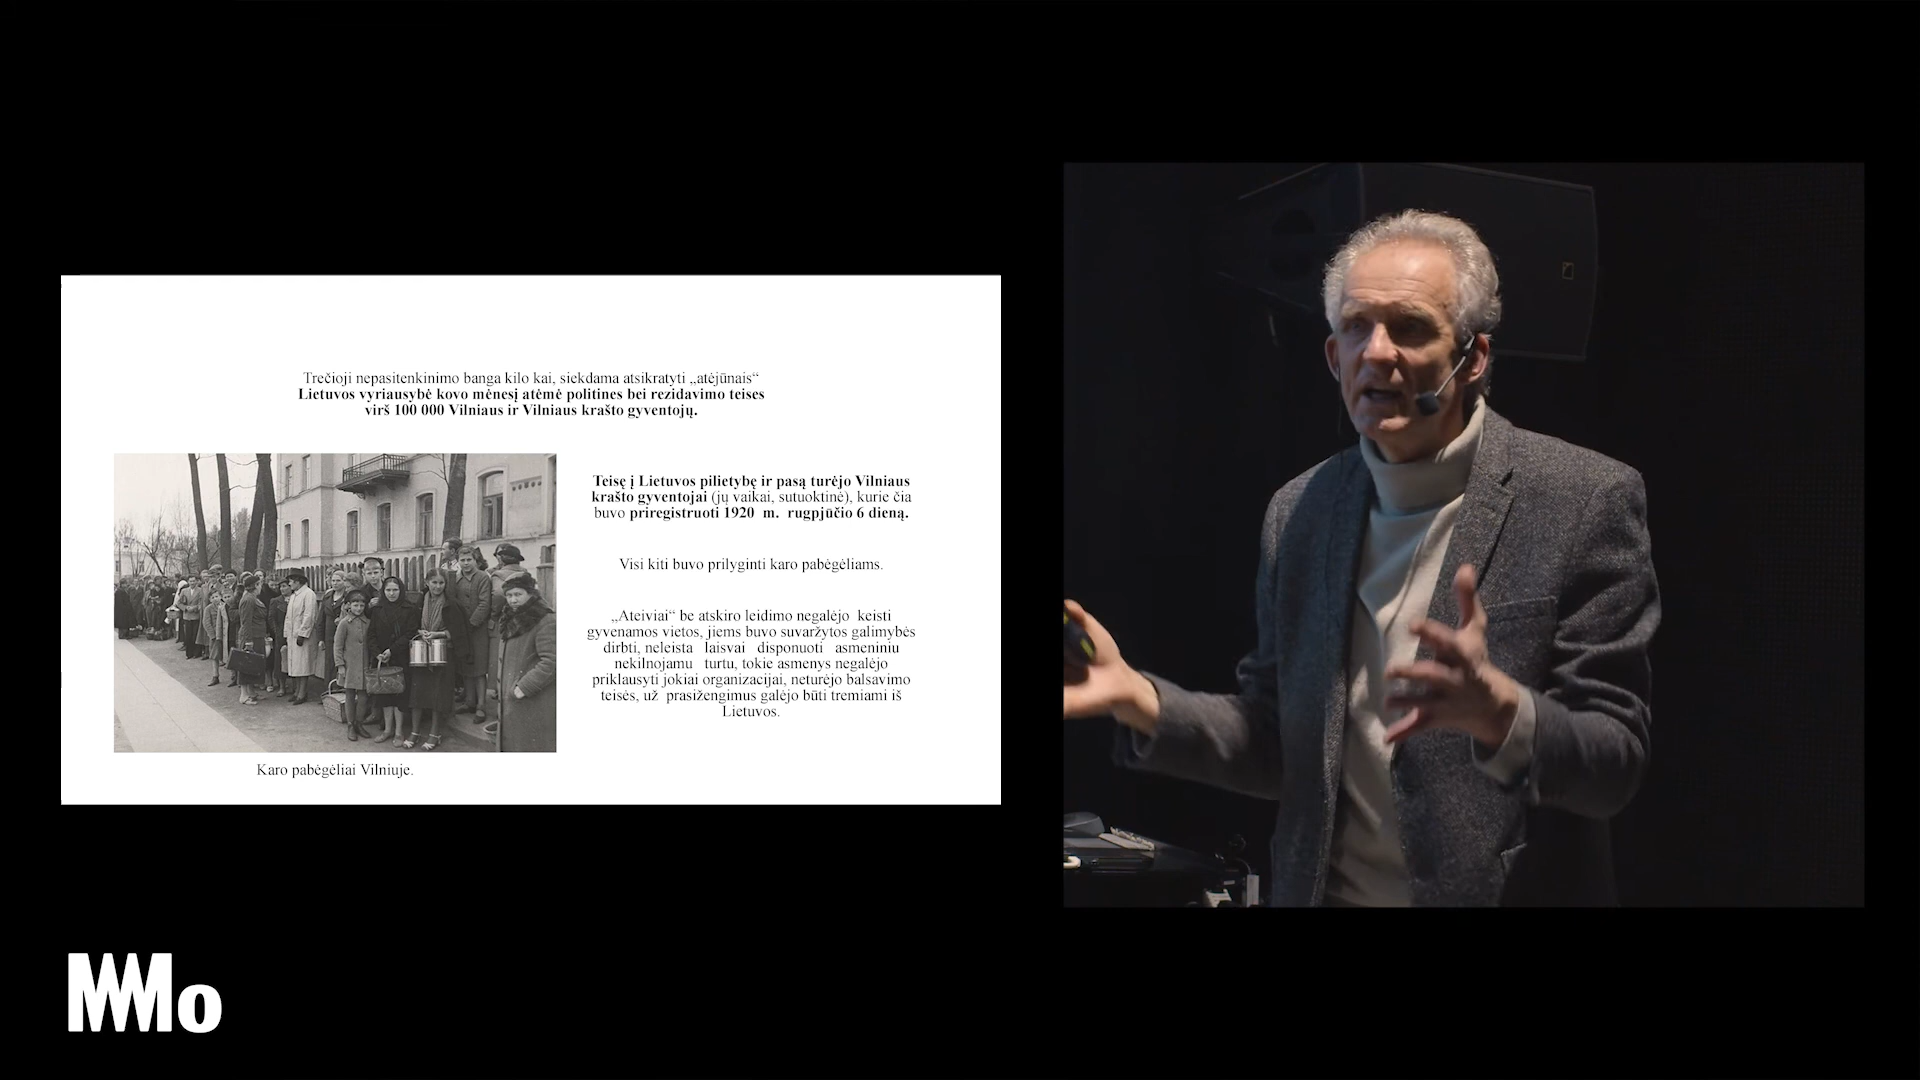 Trečioji nepasitenkinimo banga kilo kai, siekdama atsikratyti „atėjūnais“
Lietuvos vyriausybė kovo mėnesį atėmė politines bei rezidavimo teises
virš 100 000 Vilniaus ir Vilniaus krašto gyventojų.
Teisę į Lietuvos pilietybę ir pasą turėjo Vilniaus
krašto gyventojai (jų vaikai, sutuoktinė), kurie čia
buvo priregistruoti 1920 m. rugpjūčio 6 dieną.
Visi kiti buvo prilyginti karo pabėgėliams.
„Ateiviai“ be atskiro leidimo negalėjo keisti
gyvenamos vietos, jiems buvo suvaržytos galimybės
dirbti, neleista laisvai disponuoti asmeniniu
nekilnojamu turtu, tokie asmenys negalėjo
priklausyti jokiai organizacijai, neturėjo balsavimo
teisės, už prasižengimus galėjo būti tremiami iš
Lietuvos.
Karo pabėgėliai Vilniuje.
MMo